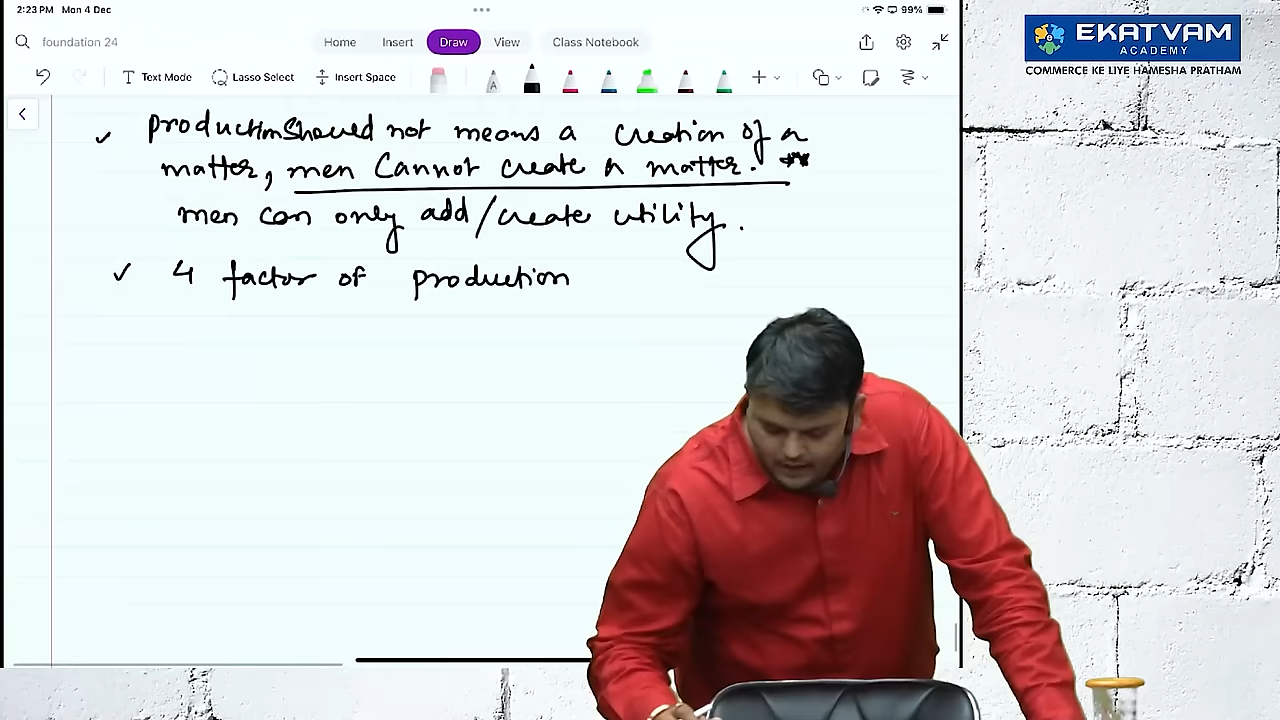 2:23 PM Mon 4 Dec
99%
foundation 24
Home Insert Draw View Class Notebook
Text Mode Lasso Select Insert Space
EKATVAM
ACADEMY
COMMERCE KE LIYE HAMESHA PRATHAM
production Should not means a creation of a
matter, men Cannot create a matter.
men can only add/create utility.
4 factor of production